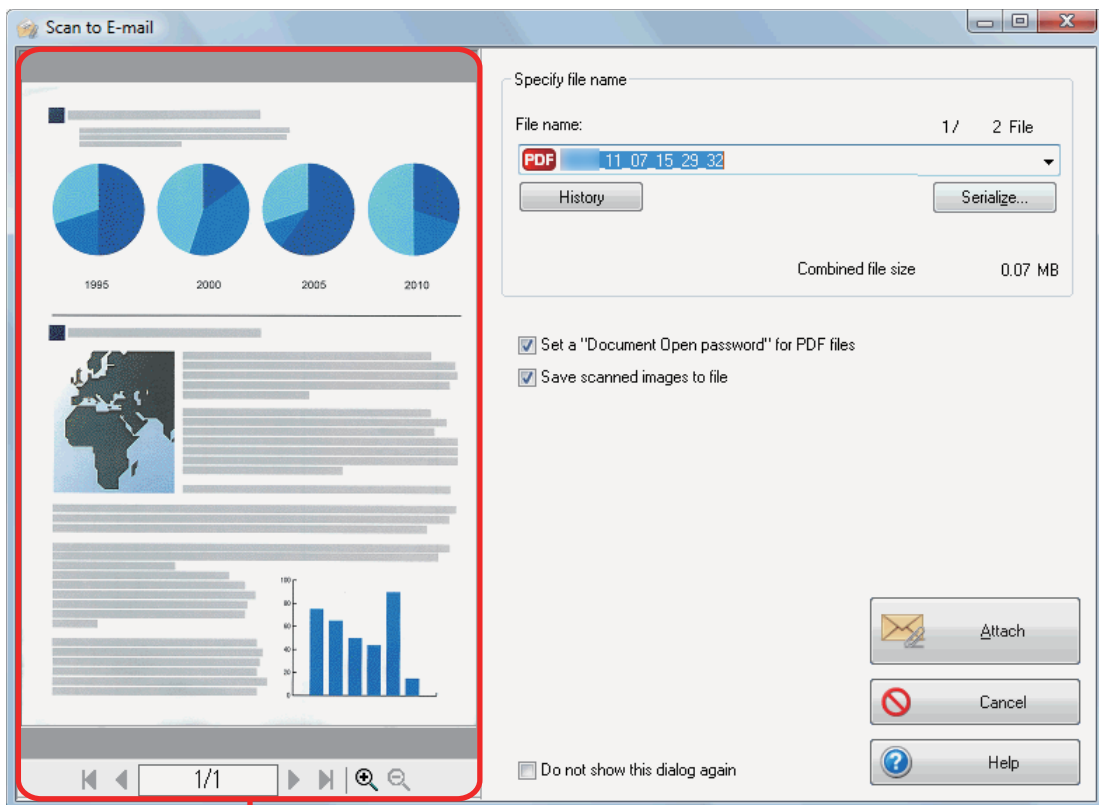 Scan to E-mail
1995 2000 2005 2010
100
80
60
40
20
0
1/1
Specify file name
File name: 1/ 2 File
PDF _11_07_15_29_32
History Serialize...
Combined file size 0.07 MB
Set a "Document Open password" for PDF files
Save scanned images to file
Attach
Cancel
Do not show this dialog again
Help